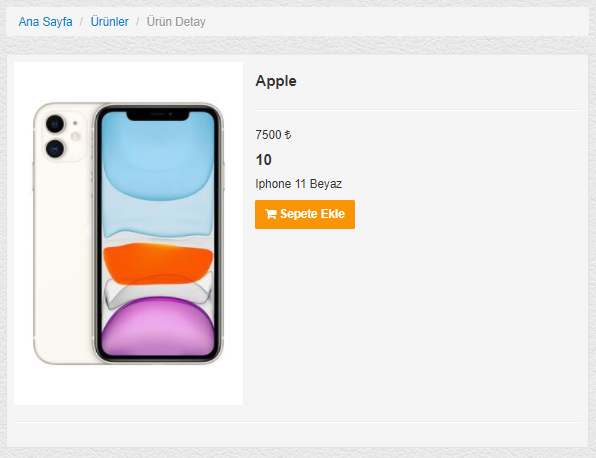 Ana Sayfa / Ürünler / Ürün Detay
Apple
7500 ₺
10
Iphone 11 Beyaz
Sepete Ekle